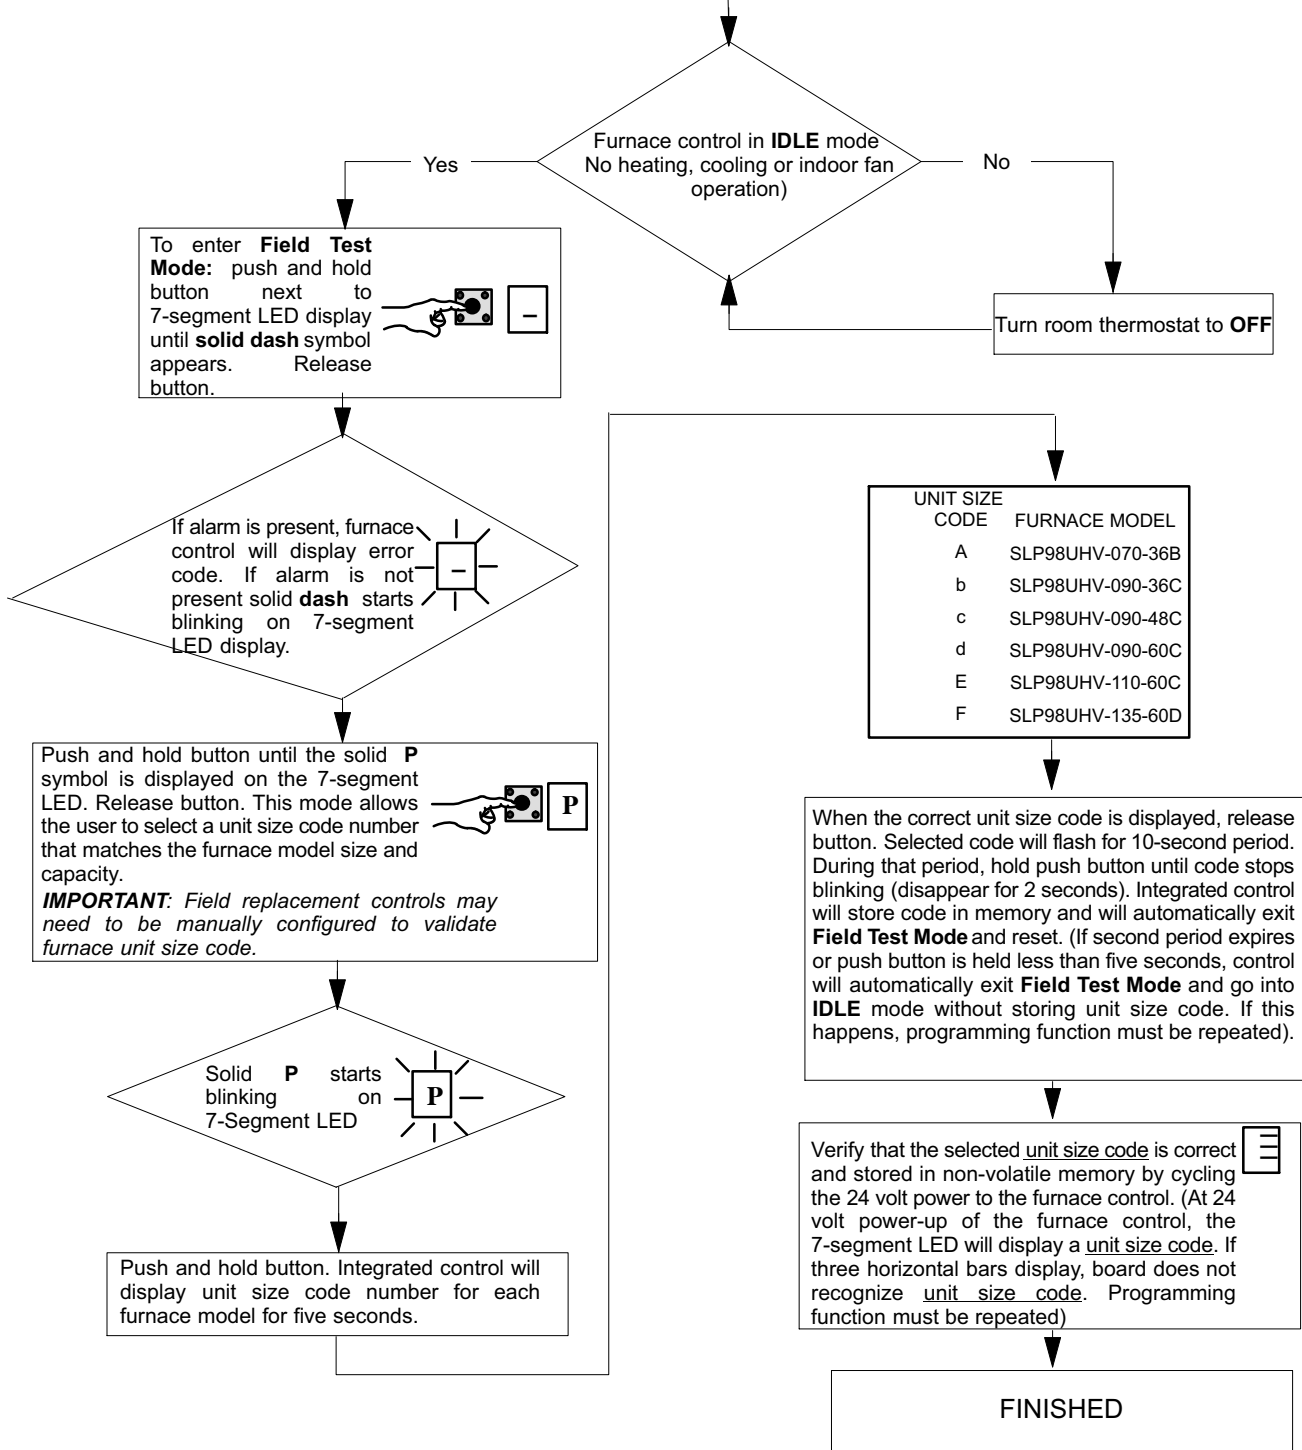 Furnace control in IDLE mode
No heating, cooling or indoor fan
operation)
Yes
No
Turn room thermostat to OFF
To enter Field Test
Mode: push and hold
button next to
7-segment LED display
until solid dash symbol
appears. Release
button.
–
If alarm is present, furnace
control will display error
code. If alarm is not
present solid dash starts
blinking on 7-segment
LED display.
–
Push and hold button until the solid P
symbol is displayed on the 7-segment
LED. Release button. This mode allows
the user to select a unit size code number
that matches the furnace model size and
capacity.
IMPORTANT: Field replacement controls may
need to be manually configured to validate
furnace unit size code.
P
Solid P starts
blinking on
7-Segment LED
P
Push and hold button. Integrated control will
display unit size code number for each
furnace model for five seconds.
UNIT SIZE
CODE FURNACE MODEL
A SLP98UHV-070-36B
b SLP98UHV-090-36C
c SLP98UHV-090-48C
d SLP98UHV-090-60C
E SLP98UHV-110-60C
F SLP98UHV-135-60D
When the correct unit size code is displayed, release
button. Selected code will flash for 10-second period.
During that period, hold push button until code stops
blinking (disappear for 2 seconds). Integrated control
will store code in memory and will automatically exit
Field Test Mode and reset. (If second period expires
or push button is held less than five seconds, control
will automatically exit Field Test Mode and go into
IDLE mode without storing unit size code. If this
happens, programming function must be repeated).
Verify that the selected unit size code is correct
and stored in non-volatile memory by cycling
the 24 volt power to the furnace control. (At 24
volt power-up of the furnace control, the
7-segment LED will display a unit size code. If
three horizontal bars display, board does not
recognize unit size code. Programming
function must be repeated)
FINISHED